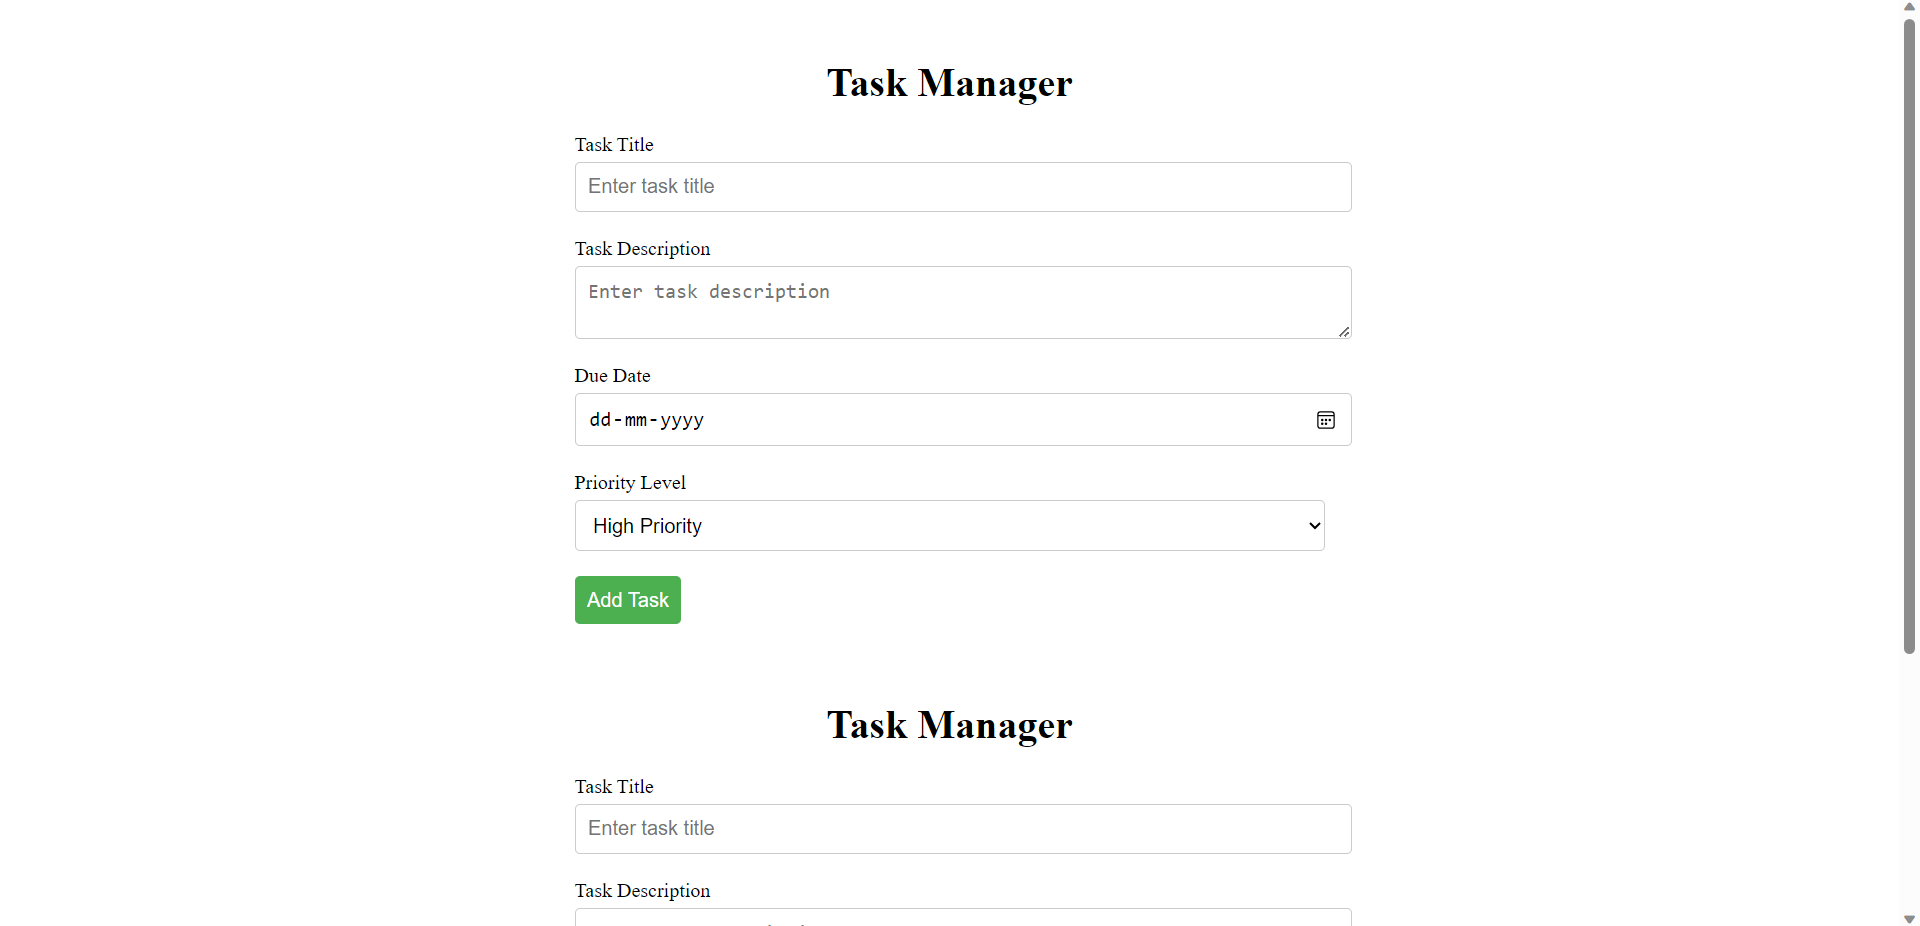 Task Manager
Task Title
Enter task title
Task Description
Enter task description
Due Date
dd-mm-yyyy
Priority Level
High Priority
Add Task
Task Manager
Task Title
Enter task title
Task Description